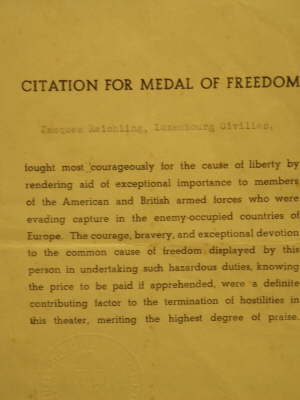 CITATION FOR MEDAL OF FREEDOM
Jacques Reichling, Luxembourg Civilian,
fought most courageously for the cause of liberty by
rendering aid of exceptional importance to members
of the American and British armed forces who were
evading capture in the enemy-occupied countries of
Europe. The courage, bravery, and exceptional devotion
to the common cause of freedom displayed by this
person in undertaking such hazardous duties, knowing
the price to be paid if apprehended, were a definite
contributing factor to the termination of hostilities in
this theater, meriting the highest degree of praise.